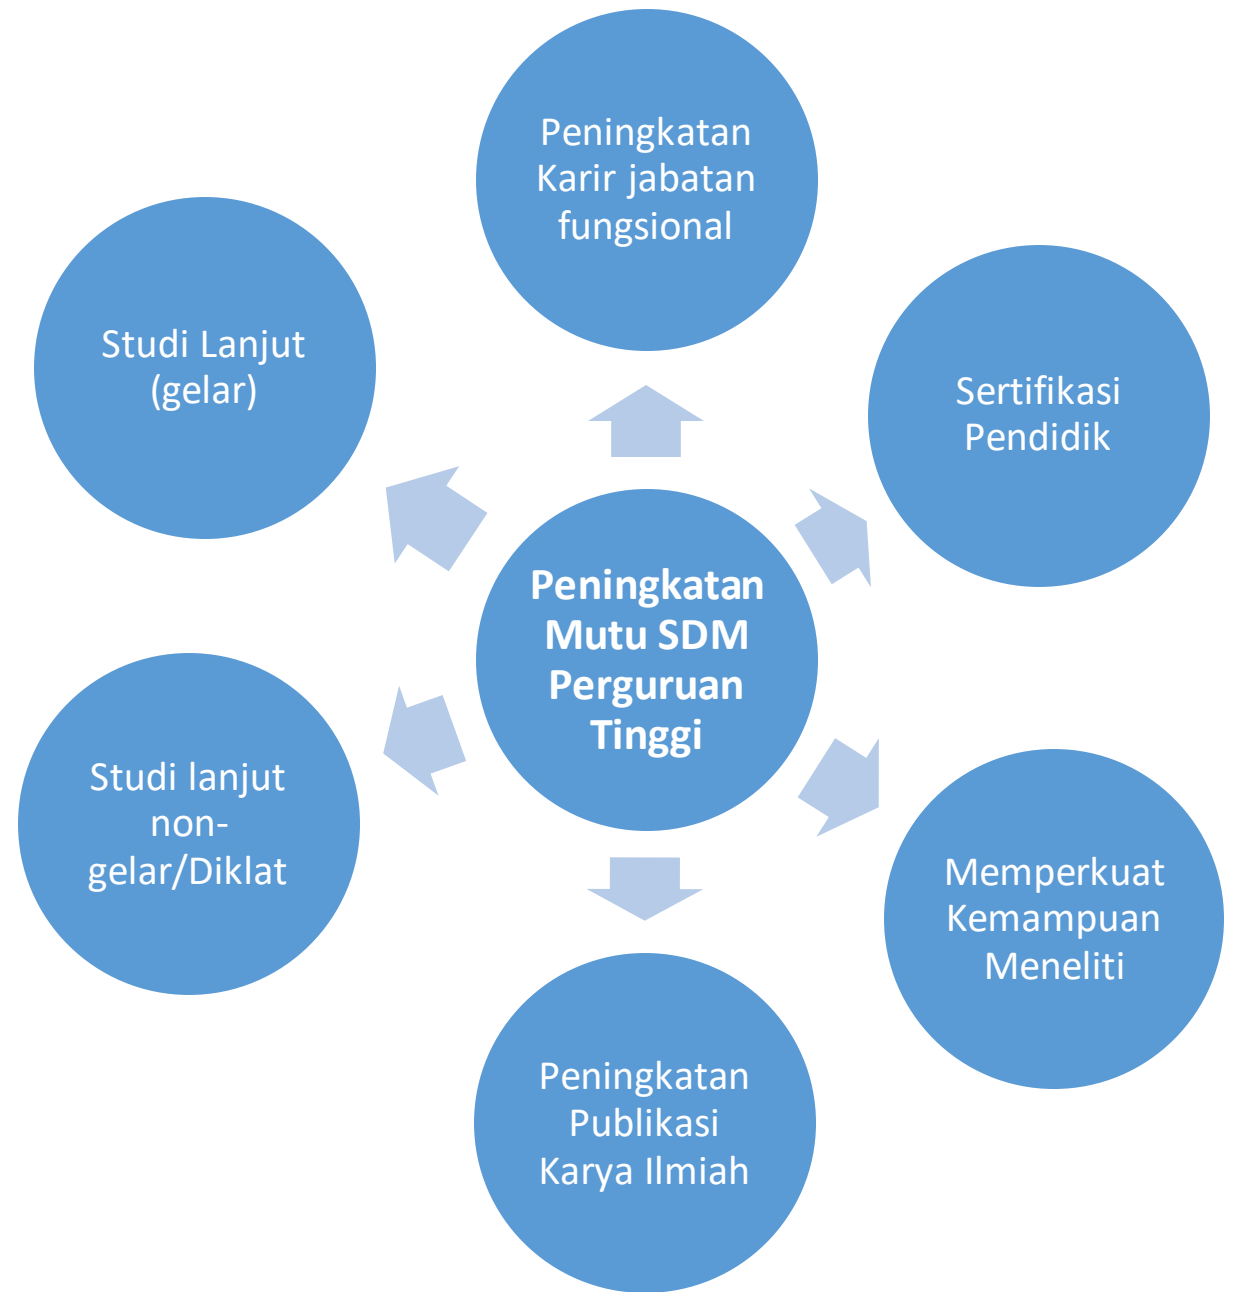 Peningkatan
Karir jabatan
fungsional
Sertifikasi
Pendidik
Memperkuat
Kemampuan
Meneliti
Peningkatan
Publikasi
Karya Ilmiah
Studi lanjut
non-
gelar/Diklat
Studi Lanjut
(gelar)
Peningkatan
Mutu SDM
Perguruan
Tinggi